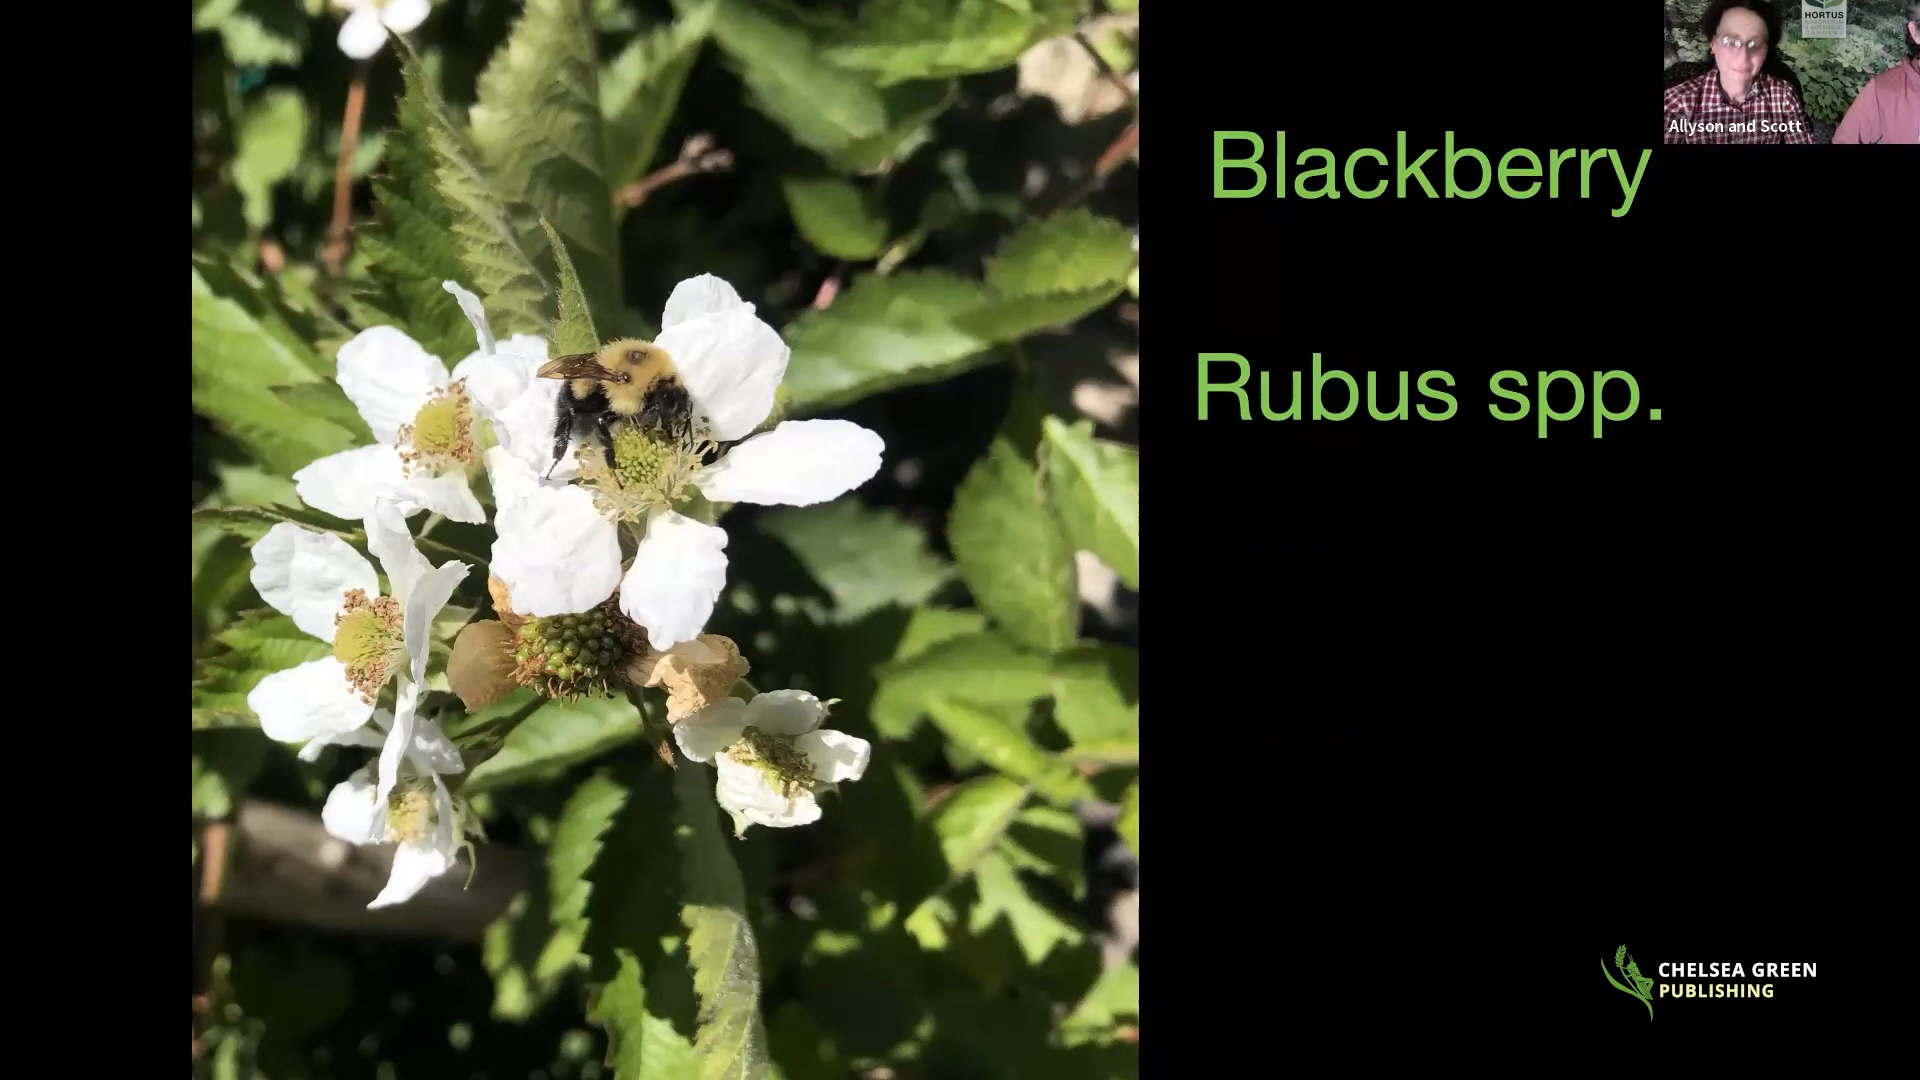 HORTUS
Allyson and Scott
Blackberry
Rubus spp.
CHELSEA GREEN
PUBLISHING